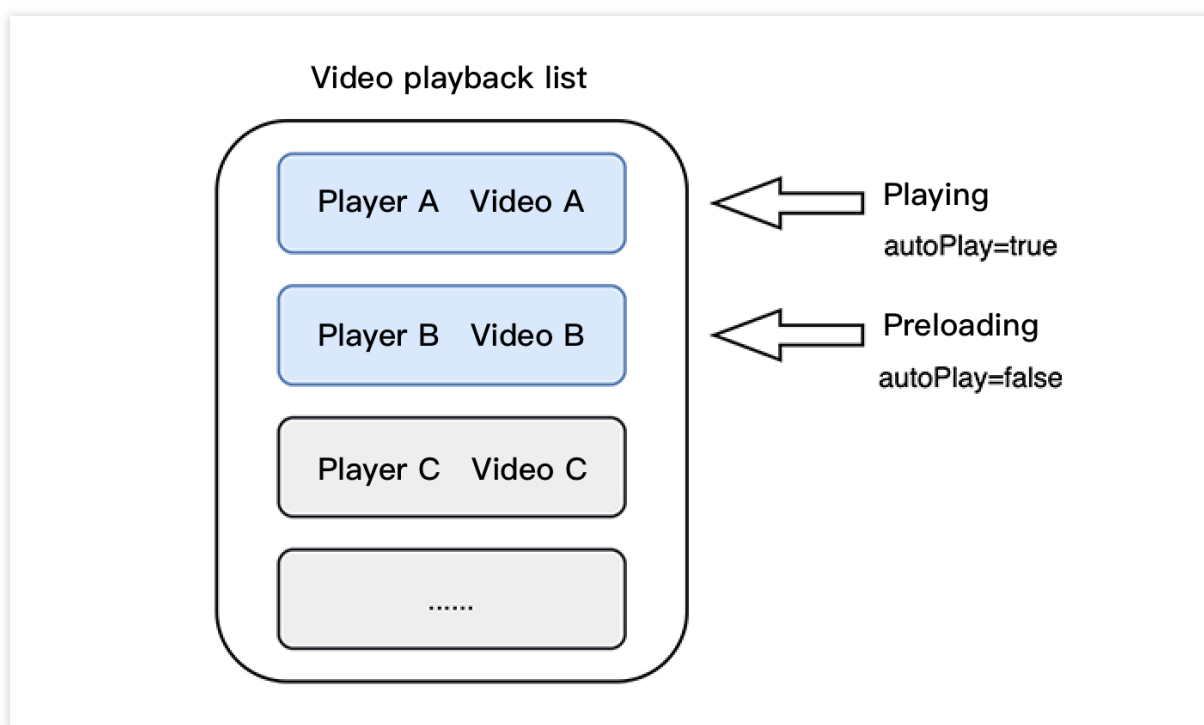 Video playback list
Player A Video A
Playing
autoPlay=true
Player B Video B
Preloading
autoPlay=false
Player C Video C
......